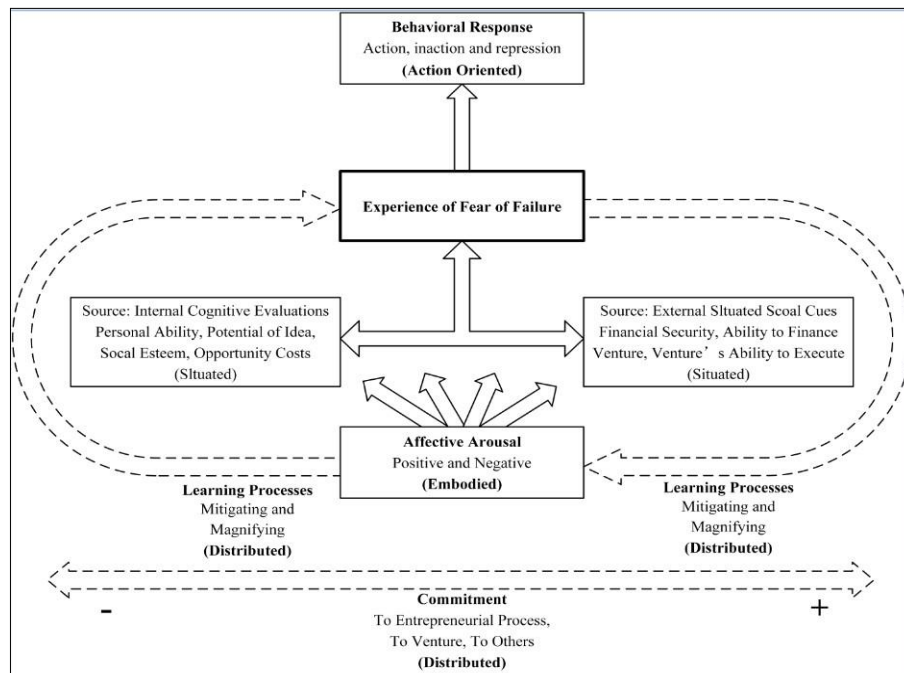 Behavioral Response
Action, inaction and repression
(Action Oriented)
Experience of Fear of Failure
Source: Internal Cognitive Evaluations
Personal Ability, Potential of Idea,
Socal Esteem, Opportunity Costs
(Sltuated)
Source: External Sltuated Scoal Cues
Financial Security, Ability to Finance
Venture, Venture’s Ability to Execute
(Situated)
Affective Arousal
Positive and Negative
(Embodied)
Learning Processes
Mitigating and
Magnifying
(Distributed)
Learning Processes
Mitigating and
Magnifying
(Distributed)
-
+
Commitment
To Entrepreneurial Process,
To Venture, To Others
(Distributed)